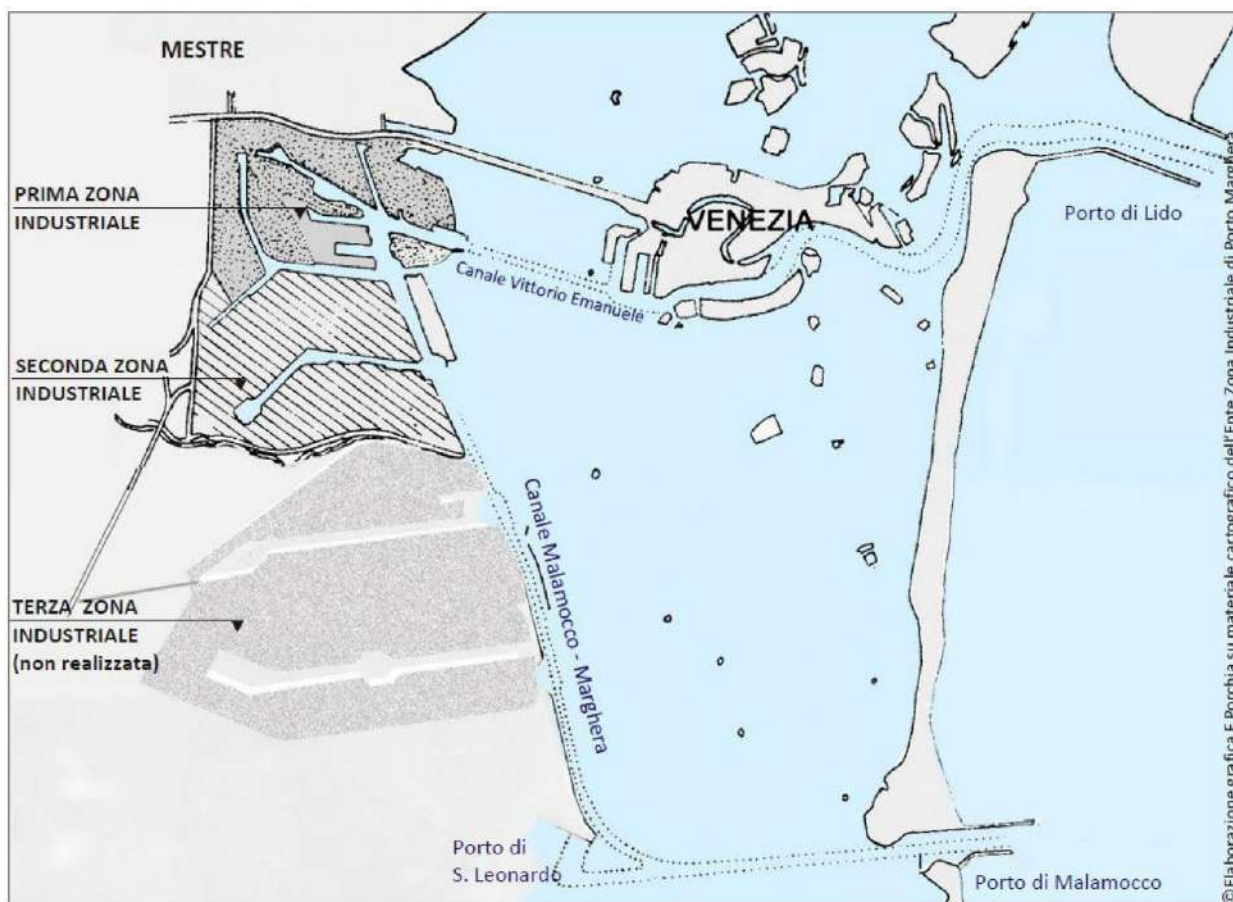 MESTRE
PRIMA ZONA
INDUSTRIALE
VENEZIA
Porto di Lido
Canale Vittorio Emanuele
SECONDA ZONA
INDUSTRIALE
Canale Malamocco - Marghera
TERZA ZONA
INDUSTRIALE
(non realizzata)
Porto di
S. Leonardo
Porto di Malamocco
©Elaborazione grafica F. Porchia su materiale cartografico dell'Ente Zona Industriale di Porto Marghera